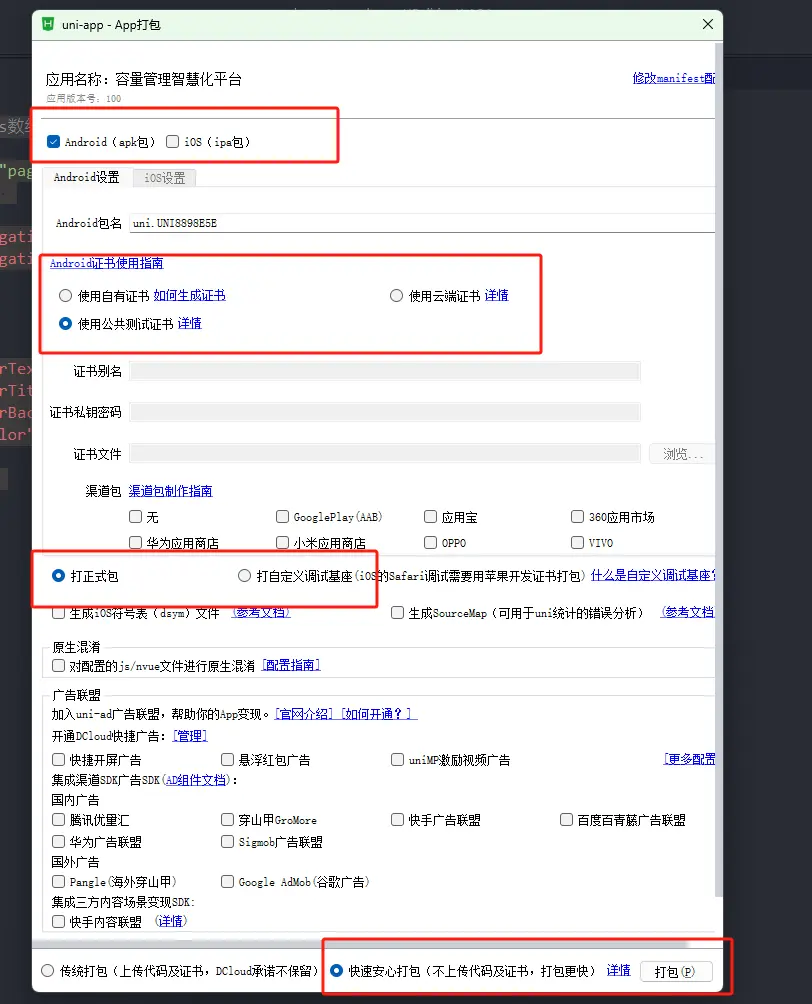 uni-app - App打包
应用名称：容量管理智慧化平台 修改manifest配
应用版本号：100
s数
Android（apk包） iOS（ipa包）
"pag
Android设置 iOS设置
Android包名 uni.UNI8898E5E
gati
gati
Android证书使用指南
使用自有证书 如何生成证书 使用云端证书 详情
使用公共测试证书 详情
rTex
证书别名
rTit
rBac
证书私钥密码
lor"
证书文件 浏览...
渠道包 渠道包制作指南
无 GooglePlay(AAB) 应用宝 360应用市场
华为应用商店 小米应用商店 OPPO VIVO
打正式包 打自定义调试基座(iOS的Safari调试需要用苹果开发证书打包) 什么是自定义调试基座?
生成iOS符号表（dsym）文件 （参考文档） 生成SourceMap（可用于uni统计的错误分析） （参考文档
原生混淆
对配置的js/nvue文件进行原生混淆 [配置指南]
广告联盟
加入uni-ad广告联盟，帮助你的App变现。[官网介绍] [如何开通？]
开通DCloud快捷广告：[管理]
快捷开屏广告 悬浮红包广告 uniMP激励视频广告 [更多配置
集成渠道SDK广告SDK(AD组件文档)：
国内广告
腾讯优量汇 穿山甲GroMore 快手广告联盟 百度百青藤广告联盟
华为广告联盟 Sigmob广告联盟
国外广告
Pangle(海外穿山甲) Google AdMob(谷歌广告)
集成三方内容场景变现SDK:
快手内容联盟 (详情)
传统打包（上传代码及证书，DCloud承诺不保留） 快速安心打包（不上传代码及证书，打包更快） 详情 打包(P)